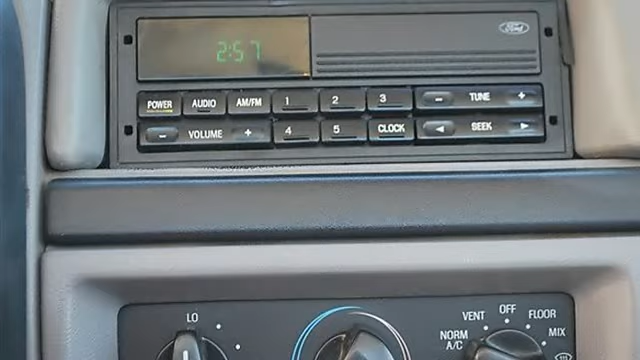 2:57
Ford
POWER AUDIO AM/FM 1 2 3 - TUNE +
- VOLUME + 4 5 CLOCK ◄ SEEK ►
LO VENT OFF FLOOR
NORM A/C MIX